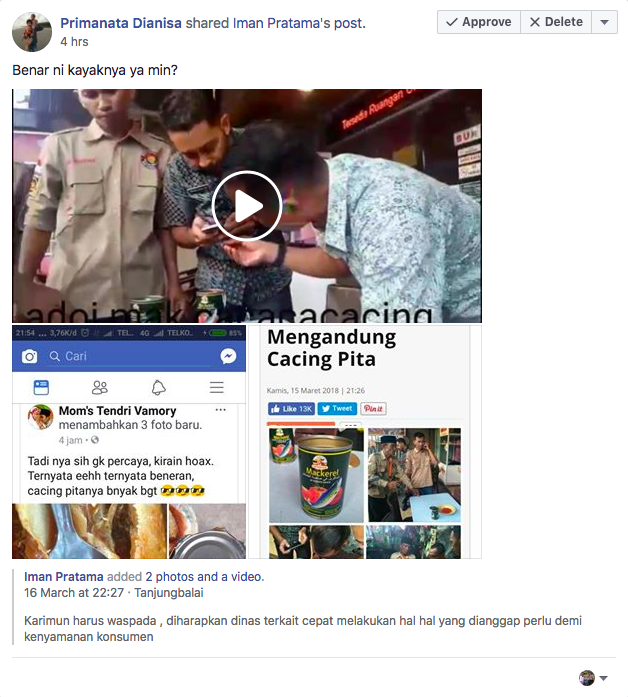 Primanata Dianisa shared Iman Pratama's post.
4 hrs
Approve
Delete
Benar ni kayaknya ya min?
Tersedia Ruangan
adoi mak cacacacacing
21:54 ... 3,76K/d TEL... 4G TELKO... 85%
Cari
Mom's Tendri Vamory
menambahkan 3 foto baru.
4 jam
Tadi nya sih gk percaya, kirain hoax.
Ternyata eehh ternyata beneran,
cacing pitanya bnyak bgt 😎😎😎
Mengandung
Cacing Pita
Kamis, 15 Maret 2018 | 21:26
Like 13K
Tweet
Pin it
Mackerel
Iman Pratama added 2 photos and a video.
16 March at 22:27 · Tanjungbalai
Karimun harus waspada , diharapkan dinas terkait cepat melakukan hal hal yang dianggap perlu demi
kenyamanan konsumen